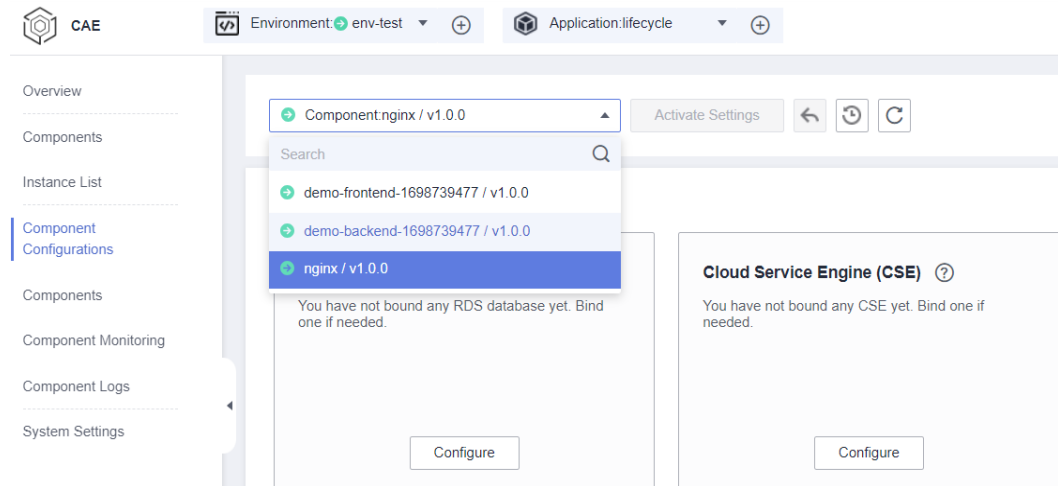 CAE
Environment: env-test
Application:lifecycle
Overview
Components
Instance List
Component
Configurations
Components
Component Monitoring
Component Logs
System Settings
Component:nginx / v1.0.0
Activate Settings
Search
demo-frontend-1698739477 / v1.0.0
demo-backend-1698739477 / v1.0.0
nginx / v1.0.0
You have not bound any RDS database yet. Bind
one if needed.
Configure
Cloud Service Engine (CSE)
You have not bound any CSE yet. Bind one if
needed.
Configure